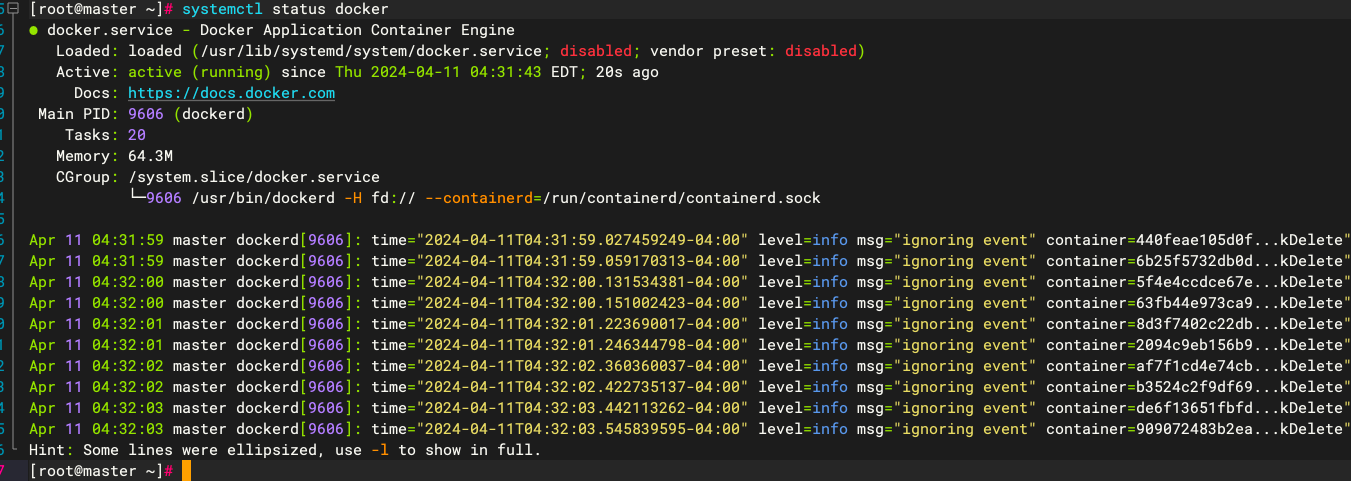 [root@master ~]# systemctl status docker
● docker.service - Docker Application Container Engine
Loaded: loaded (/usr/lib/systemd/system/docker.service; disabled; vendor preset: disabled)
Active: active (running) since Thu 2024-04-11 04:31:43 EDT; 20s ago
Docs: https://docs.docker.com
Main PID: 9606 (dockerd)
Tasks: 20
Memory: 64.3M
CGroup: /system.slice/docker.service
└─9606 /usr/bin/dockerd -H fd:// --containerd=/run/containerd/containerd.sock
Apr 11 04:31:59 master dockerd[9606]: time="2024-04-11T04:31:59.027459249-04:00" level=info msg="ignoring event" container=440feae105d0f...kDelete"
Apr 11 04:31:59 master dockerd[9606]: time="2024-04-11T04:31:59.059170313-04:00" level=info msg="ignoring event" container=6b25f5732db0d...kDelete"
Apr 11 04:32:00 master dockerd[9606]: time="2024-04-11T04:32:00.131534381-04:00" level=info msg="ignoring event" container=5f4e4ccdce67e...kDelete"
Apr 11 04:32:00 master dockerd[9606]: time="2024-04-11T04:32:00.151002423-04:00" level=info msg="ignoring event" container=63fb44e973ca9...kDelete"
Apr 11 04:32:01 master dockerd[9606]: time="2024-04-11T04:32:01.223690017-04:00" level=info msg="ignoring event" container=8d3f7402c22db...kDelete"
Apr 11 04:32:01 master dockerd[9606]: time="2024-04-11T04:32:01.246344798-04:00" level=info msg="ignoring event" container=2094c9eb156b9...kDelete"
Apr 11 04:32:02 master dockerd[9606]: time="2024-04-11T04:32:02.360360037-04:00" level=info msg="ignoring event" container=af7f1cd4e74cb...kDelete"
Apr 11 04:32:02 master dockerd[9606]: time="2024-04-11T04:32:02.422735137-04:00" level=info msg="ignoring event" container=b3524c2f9df69...kDelete"
Apr 11 04:32:03 master dockerd[9606]: time="2024-04-11T04:32:03.442113262-04:00" level=info msg="ignoring event" container=de6f13651fbfd...kDelete"
Apr 11 04:32:03 master dockerd[9606]: time="2024-04-11T04:32:03.545839595-04:00" level=info msg="ignoring event" container=909072483b2ea...kDelete"
Hint: Some lines were ellipsized, use -l to show in full.
[root@master ~]#